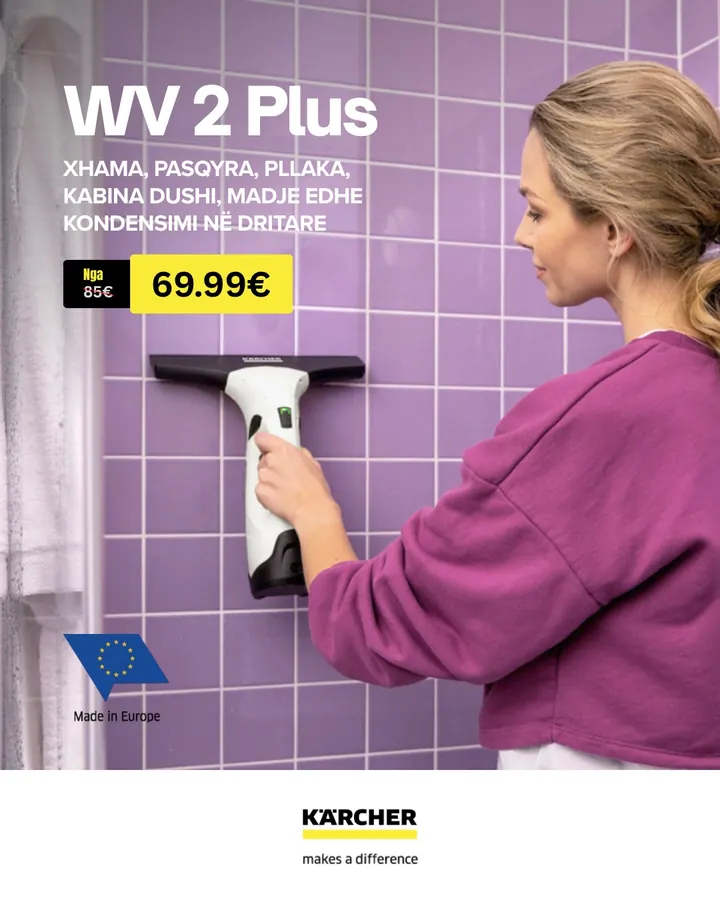 WV 2 Plus
XHAMA, PASQYRA, PLLAKA,
KABINA DUSHI, MADJE EDHE
KONDENSIMI NË DRITARE
Nga
85€
69.99€
KÄRCHER
Made in Europe
KÄRCHER
makes a difference